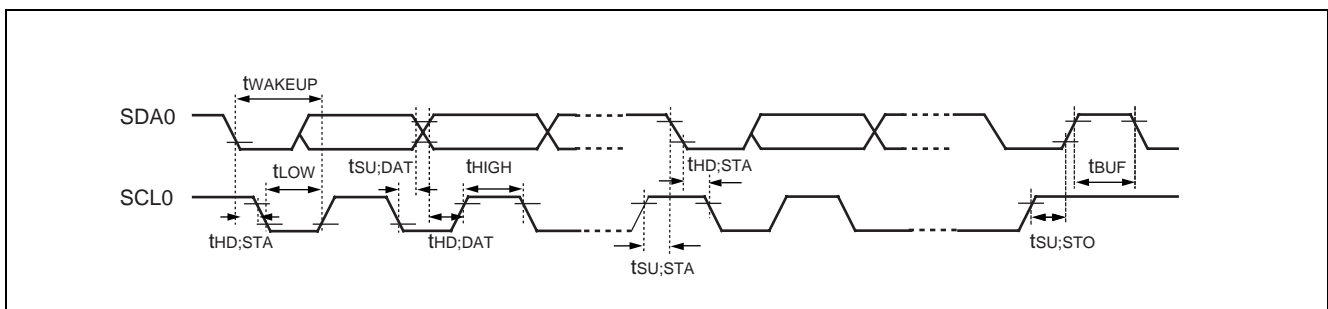 tWAKEUP
SDA0
tLOW
tSU;DAT
tHIGH
tHD;STA
tBUF
SCL0
tHD;STA
tHD;DAT
tSU;STA
tSU;STO